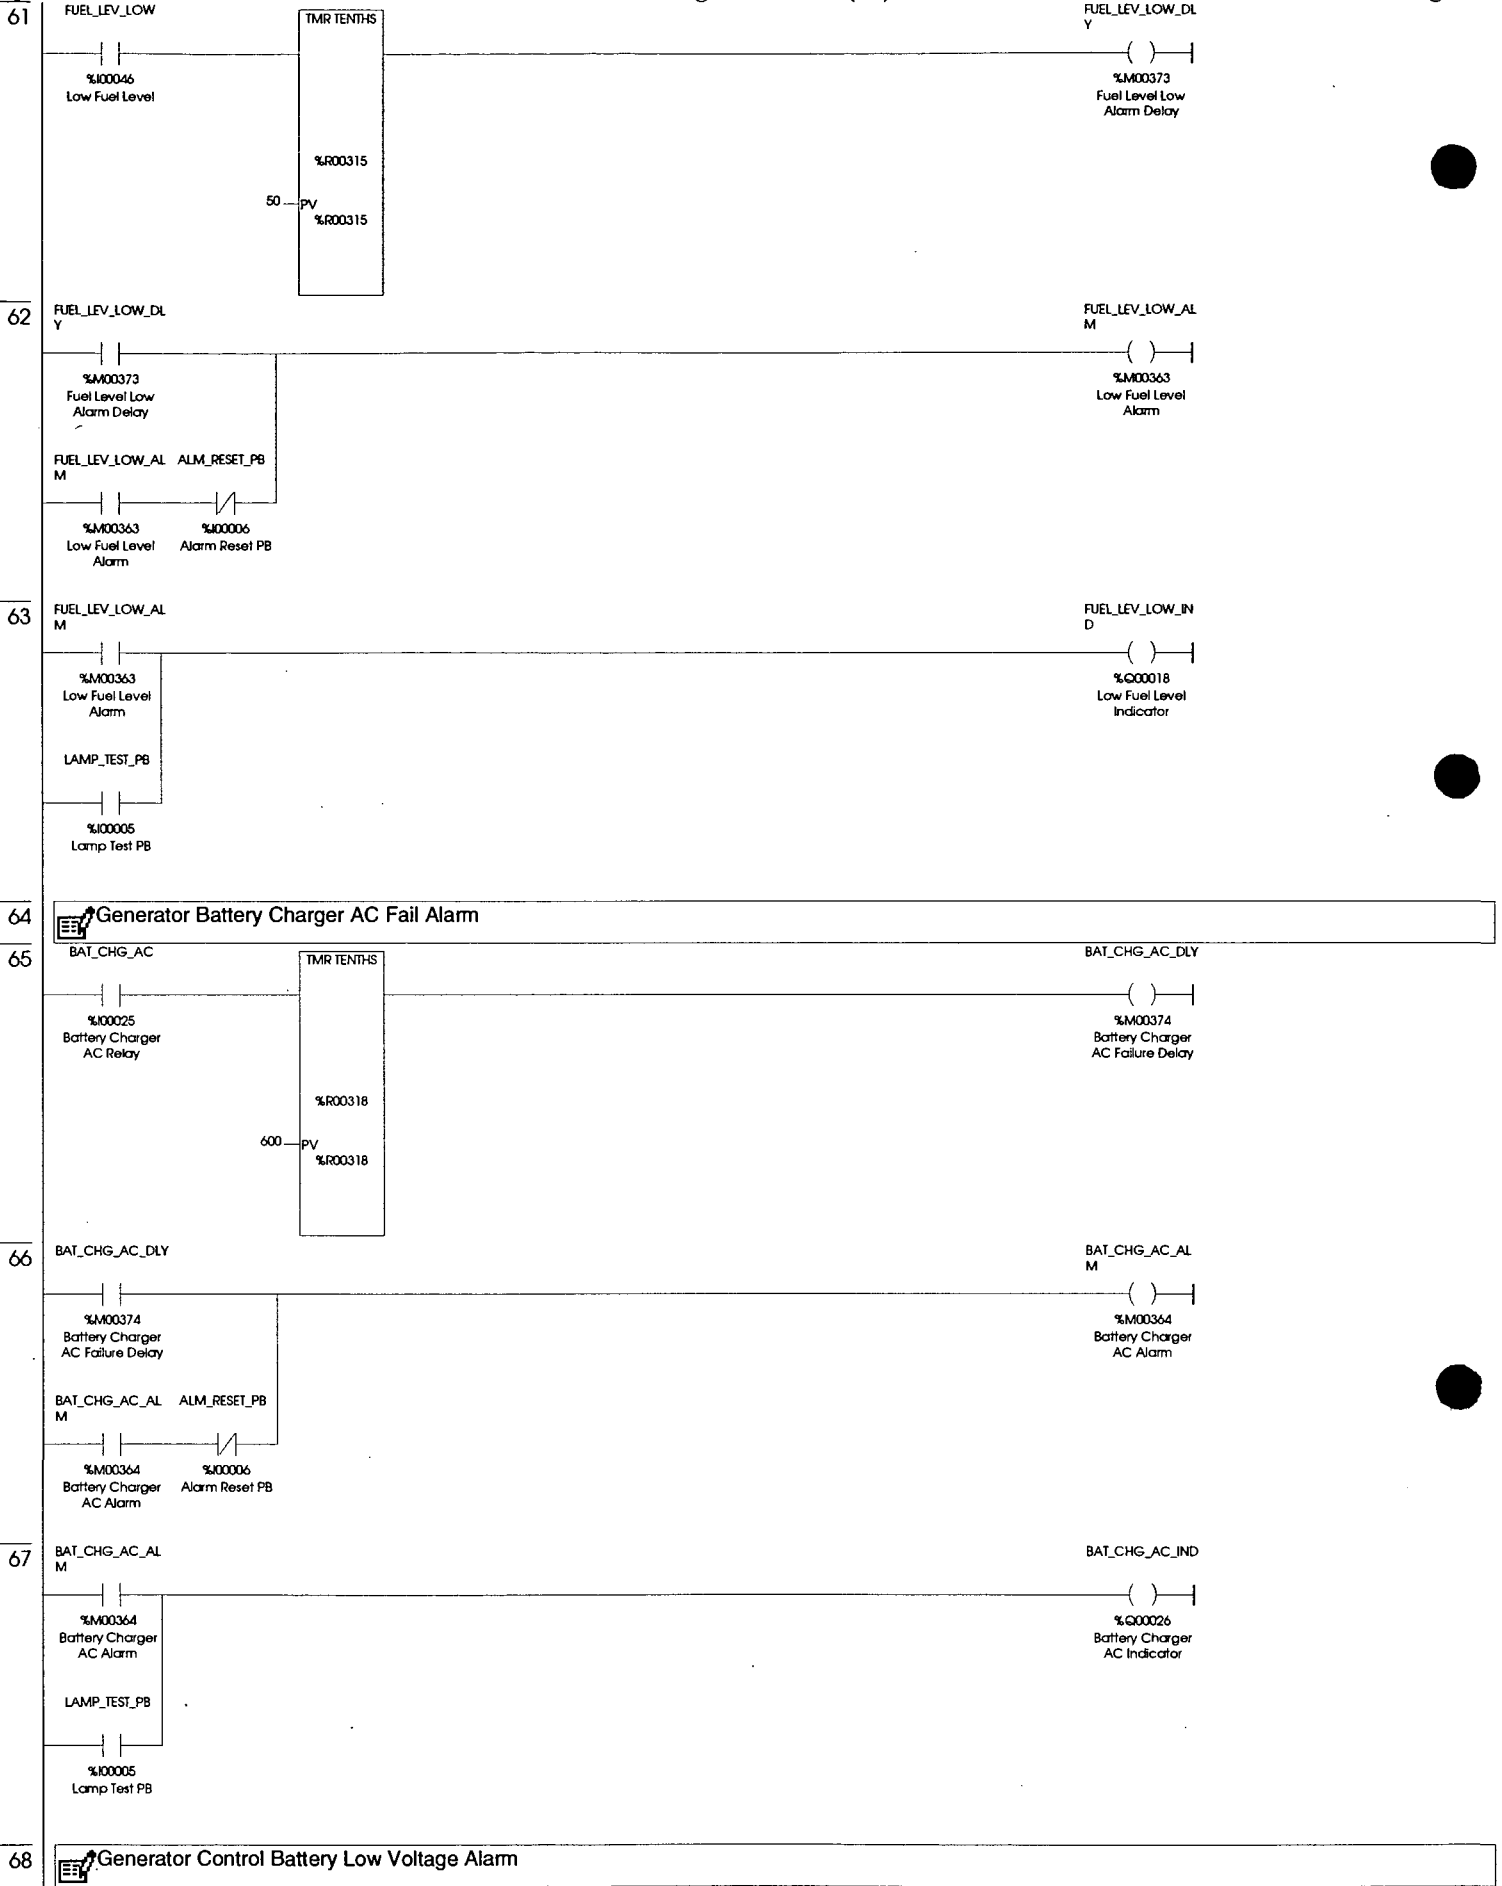 61
FUEL_LEV_LOW
TMR TENTHS
FUEL_LEV_LOW_DL
Y
%I00046
Low Fuel Level
%M00373
Fuel Level Low
Alarm Delay
%R00315
50
PV
%R00315
62
FUEL_LEV_LOW_DL
Y
FUEL_LEV_LOW_AL
M
%M00373
Fuel Level Low
Alarm Delay
%M00363
Low Fuel Level
Alarm
FUEL_LEV_LOW_AL
M
ALM_RESET_PB
%M00363
Low Fuel Level
Alarm
%I00006
Alarm Reset PB
63
FUEL_LEV_LOW_AL
M
FUEL_LEV_LOW_IN
D
%M00363
Low Fuel Level
Alarm
%Q00018
Low Fuel Level
Indicator
LAMP_TEST_PB
%I00005
Lamp Test PB
64
Generator Battery Charger AC Fail Alarm
65
BAT_CHG_AC
TMR TENTHS
BAT_CHG_AC_DLY
%I00025
Battery Charger
AC Relay
%M00374
Battery Charger
AC Failure Delay
%R00318
600
PV
%R00318
66
BAT_CHG_AC_DLY
BAT_CHG_AC_AL
M
%M00374
Battery Charger
AC Failure Delay
%M00364
Battery Charger
AC Alarm
BAT_CHG_AC_AL
M
ALM_RESET_PB
%M00364
Battery Charger
AC Alarm
%I00006
Alarm Reset PB
67
BAT_CHG_AC_AL
M
BAT_CHG_AC_IND
%M00364
Battery Charger
AC Alarm
%Q00026
Battery Charger
AC Indicator
LAMP_TEST_PB
%I00005
Lamp Test PB
68
Generator Control Battery Low Voltage Alarm